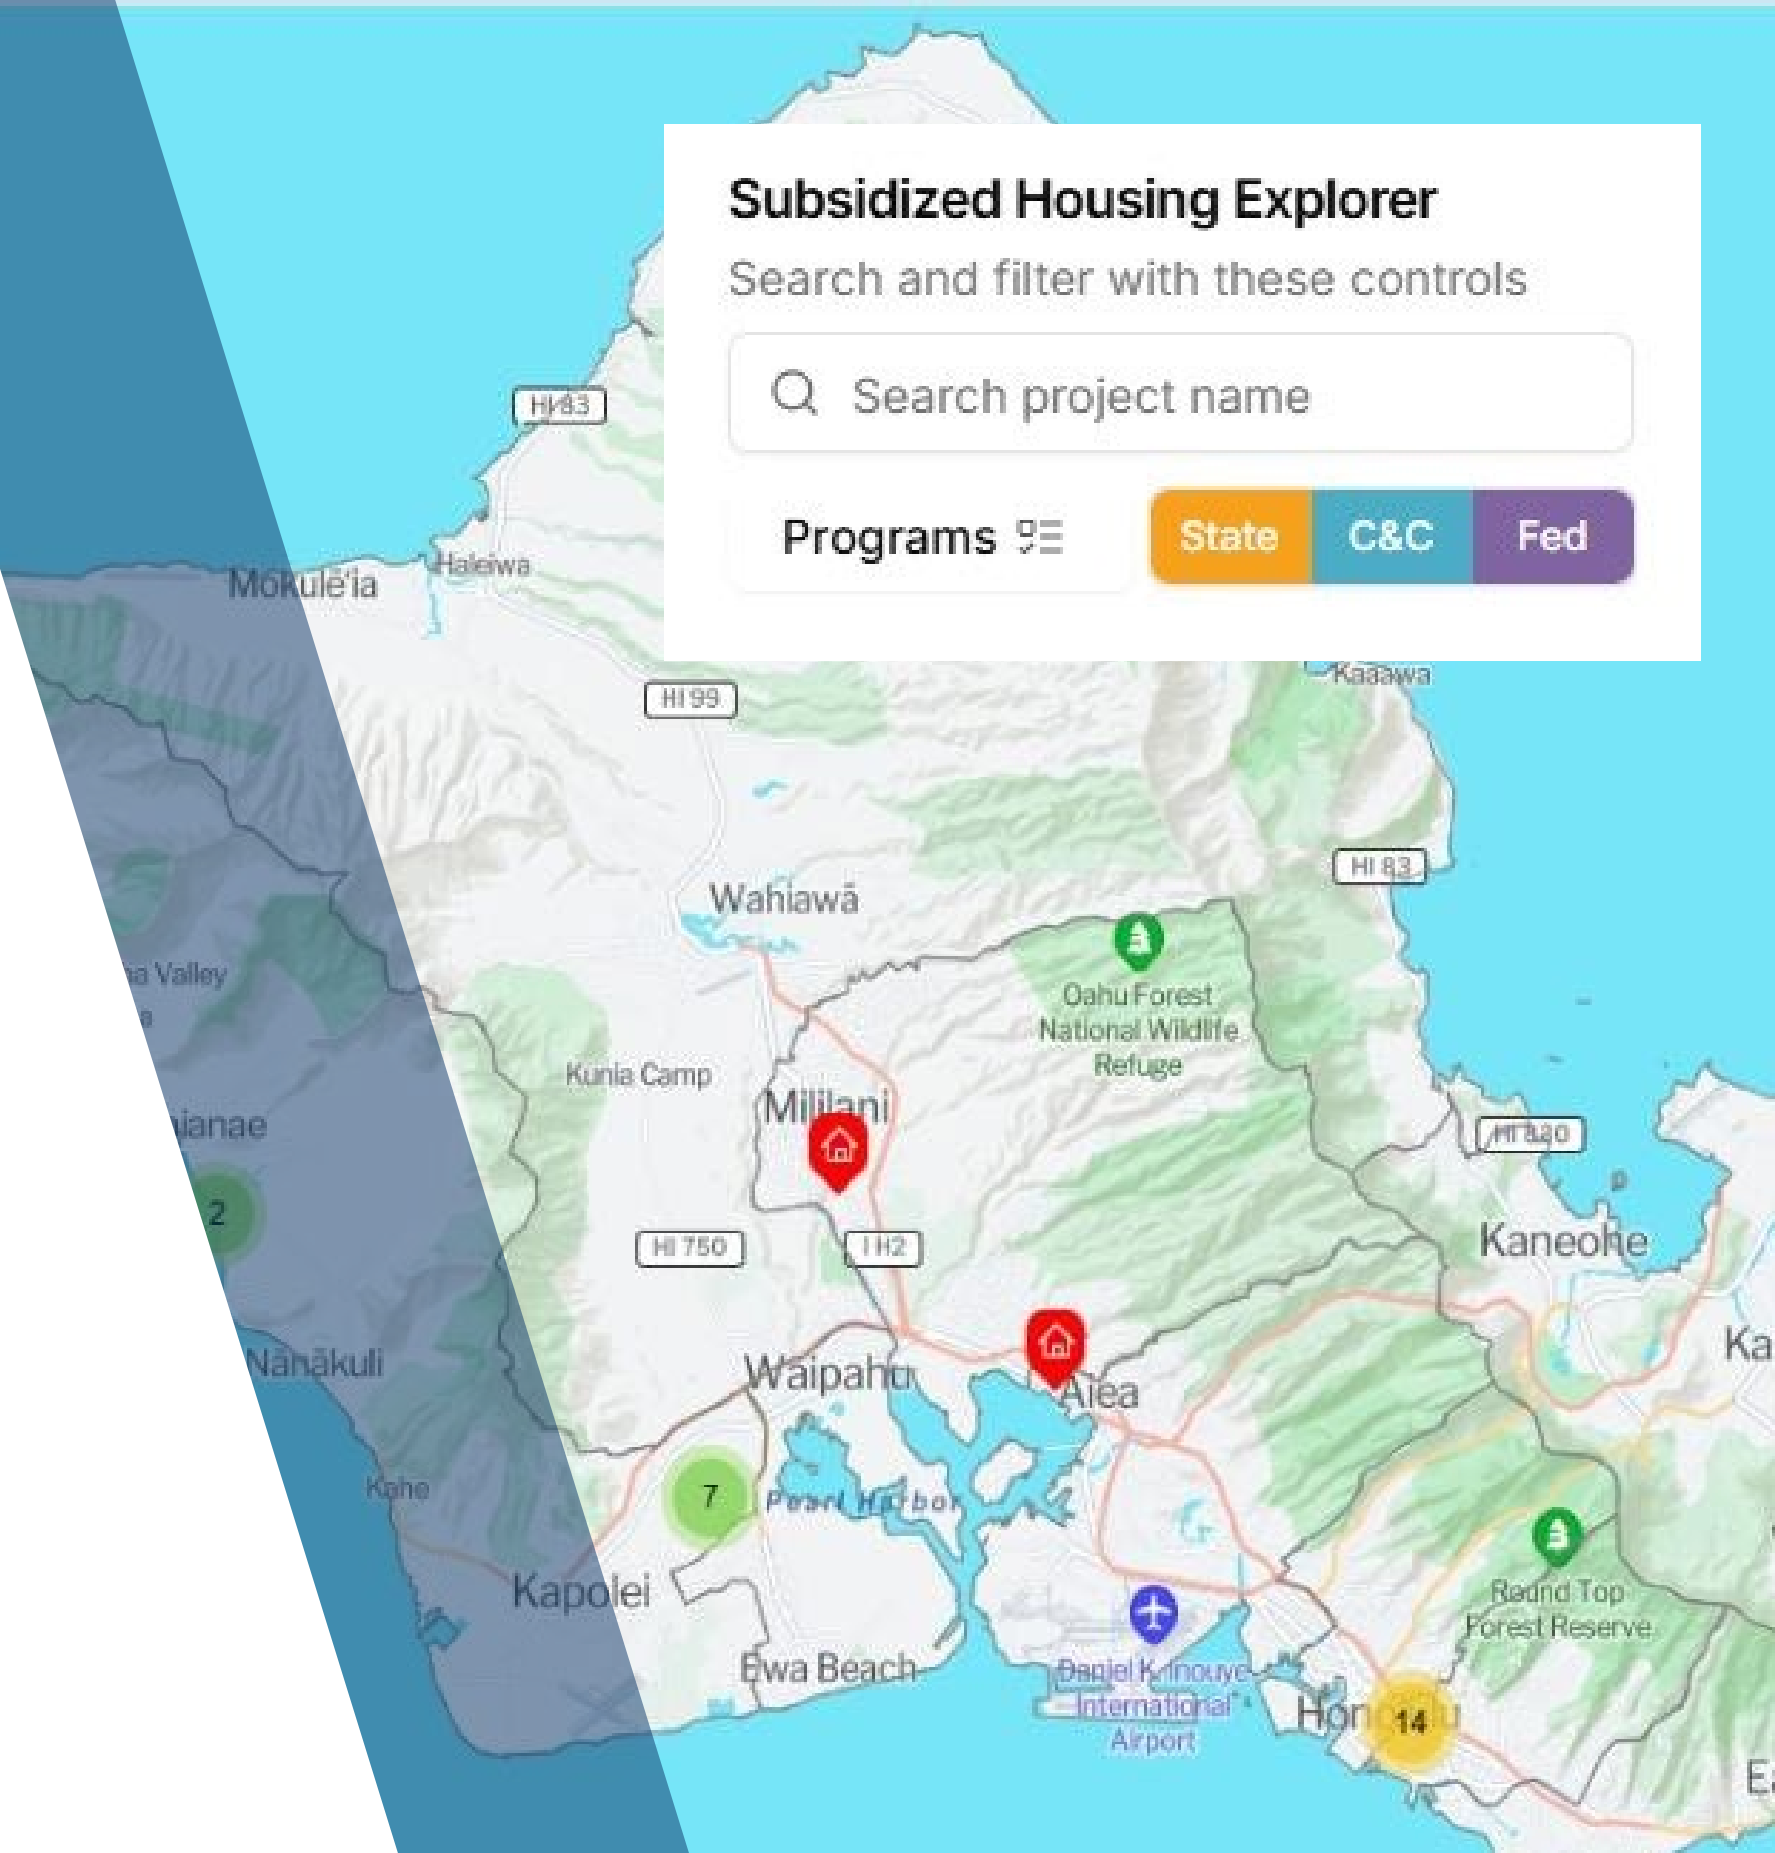 Subsidized Housing Explorer
Search and filter with these controls
Search project name
Programs
State
C&C
Fed
HI 83
Haleiwa
Mokulē'ia
Kaaawa
HI 99
HI 83
Wahiawā
Valley
Oahu Forest
National Wildlife
Refuge
Kunia Camp
Mililani
2
HI 750
I H2
Kaneohe
Nānākuli
Waipahu
Aiea
Kahe
7
Pearl Harbor
Kapolei
Round Top
Forest Reserve
Ewa Beach
Daniel K. Inouye
International
Airport
14